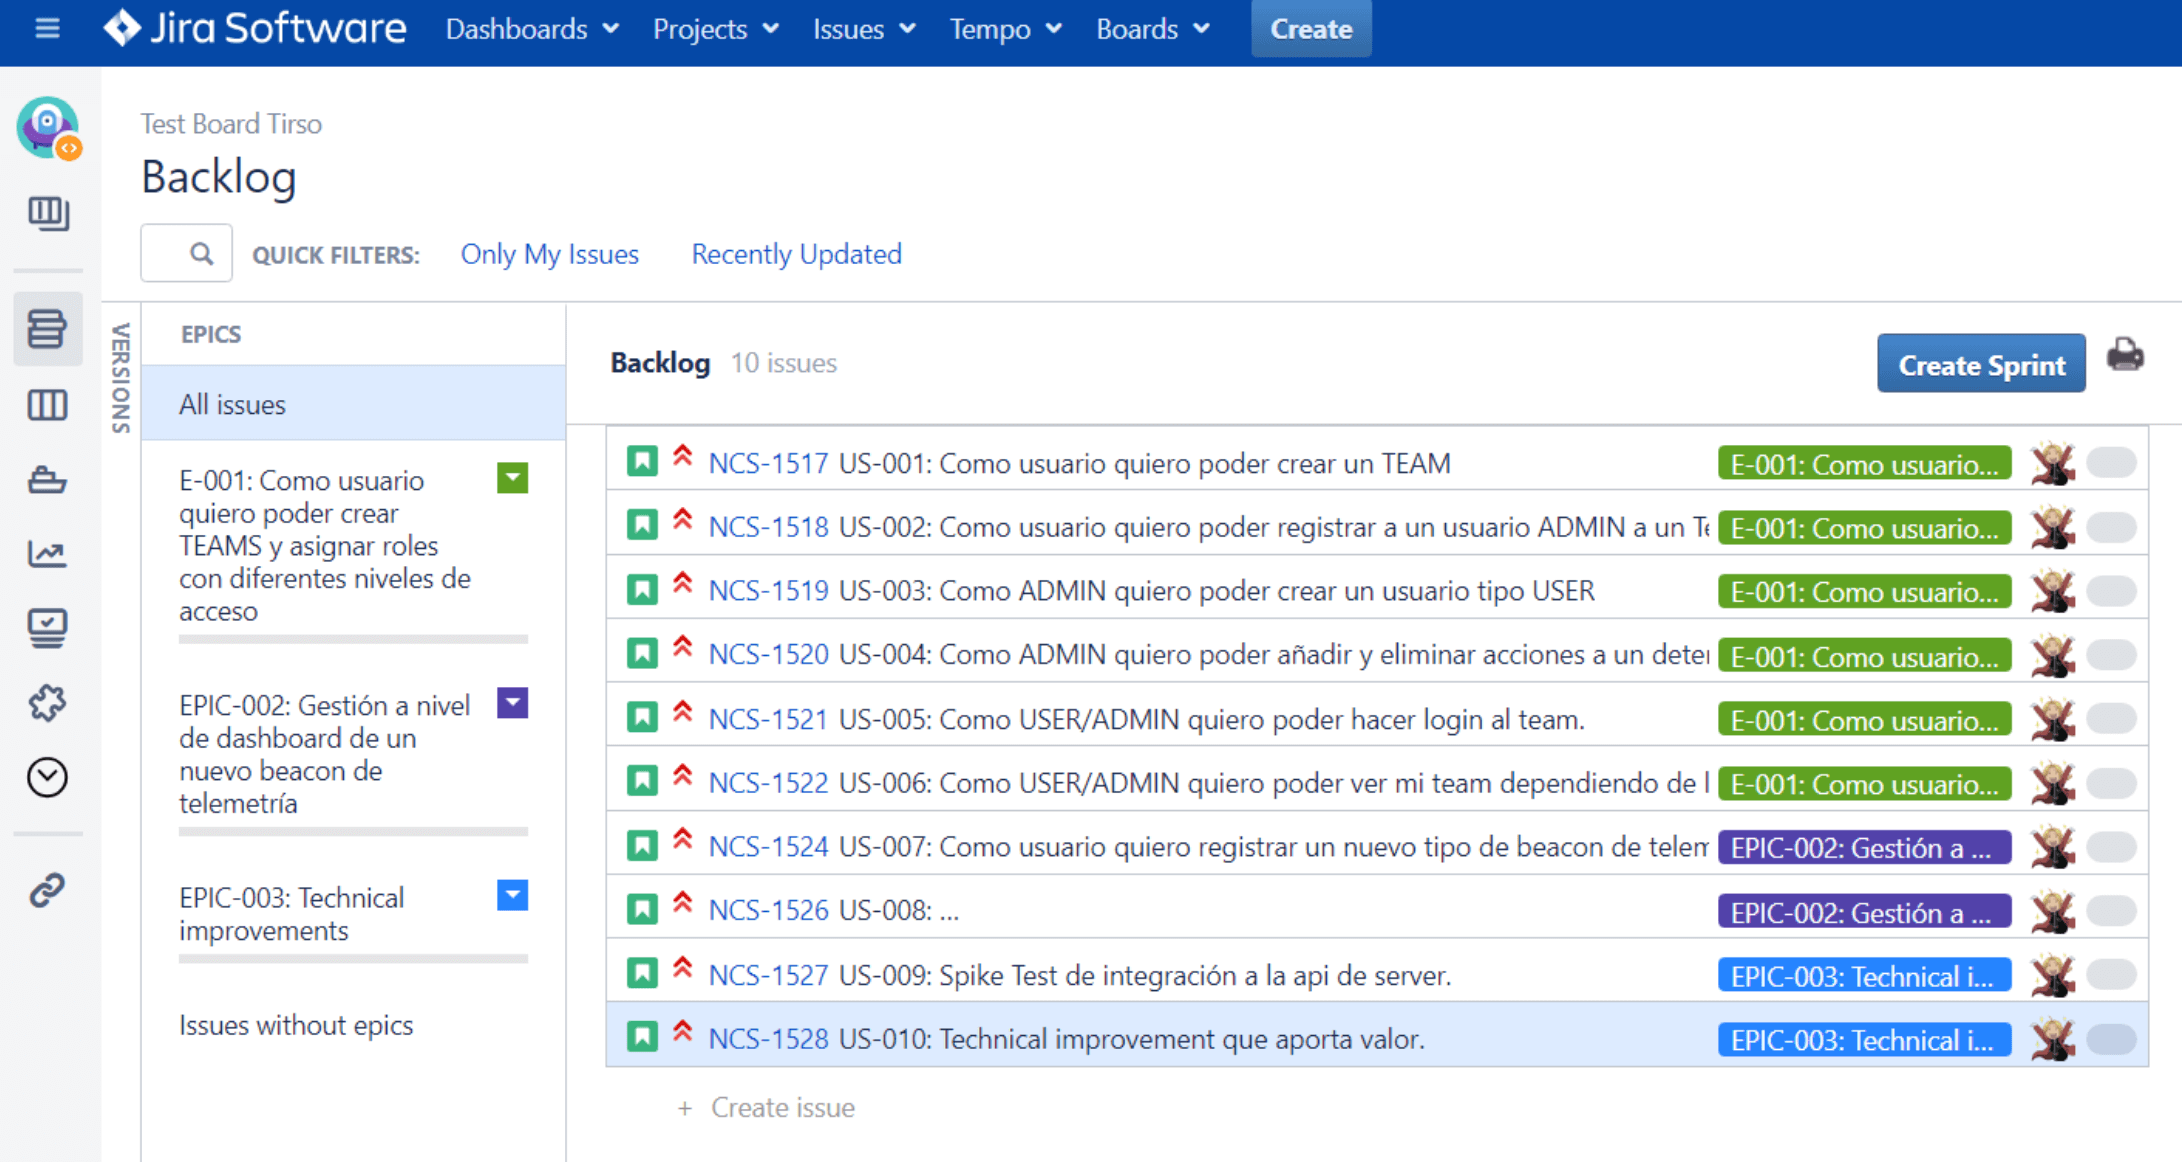 Jira Software Dashboards Projects Issues Tempo Boards Create
Test Board Tirso
Backlog
QUICK FILTERS: Only My Issues Recently Updated
VERSIONS
EPICS
All issues
E-001: Como usuario
quiero poder crear
TEAMS y asignar roles
con diferentes niveles de
acceso
EPIC-002: Gestión a nivel
de dashboard de un
nuevo beacon de
telemetría
EPIC-003: Technical
improvements
Issues without epics
Backlog 10 issues
Create Sprint
NCS-1517 US-001: Como usuario quiero poder crear un TEAM E-001: Como usuario...
NCS-1518 US-002: Como usuario quiero poder registrar a un usuario ADMIN a un Te E-001: Como usuario...
NCS-1519 US-003: Como ADMIN quiero poder crear un usuario tipo USER E-001: Como usuario...
NCS-1520 US-004: Como ADMIN quiero poder añadir y eliminar acciones a un deter E-001: Como usuario...
NCS-1521 US-005: Como USER/ADMIN quiero poder hacer login al team. E-001: Como usuario...
NCS-1522 US-006: Como USER/ADMIN quiero poder ver mi team dependiendo de l E-001: Como usuario...
NCS-1524 US-007: Como usuario quiero registrar un nuevo tipo de beacon de telem EPIC-002: Gestión a ...
NCS-1526 US-008: ... EPIC-002: Gestión a ...
NCS-1527 US-009: Spike Test de integración a la api de server. EPIC-003: Technical i...
NCS-1528 US-010: Technical improvement que aporta valor. EPIC-003: Technical i...
+ Create issue